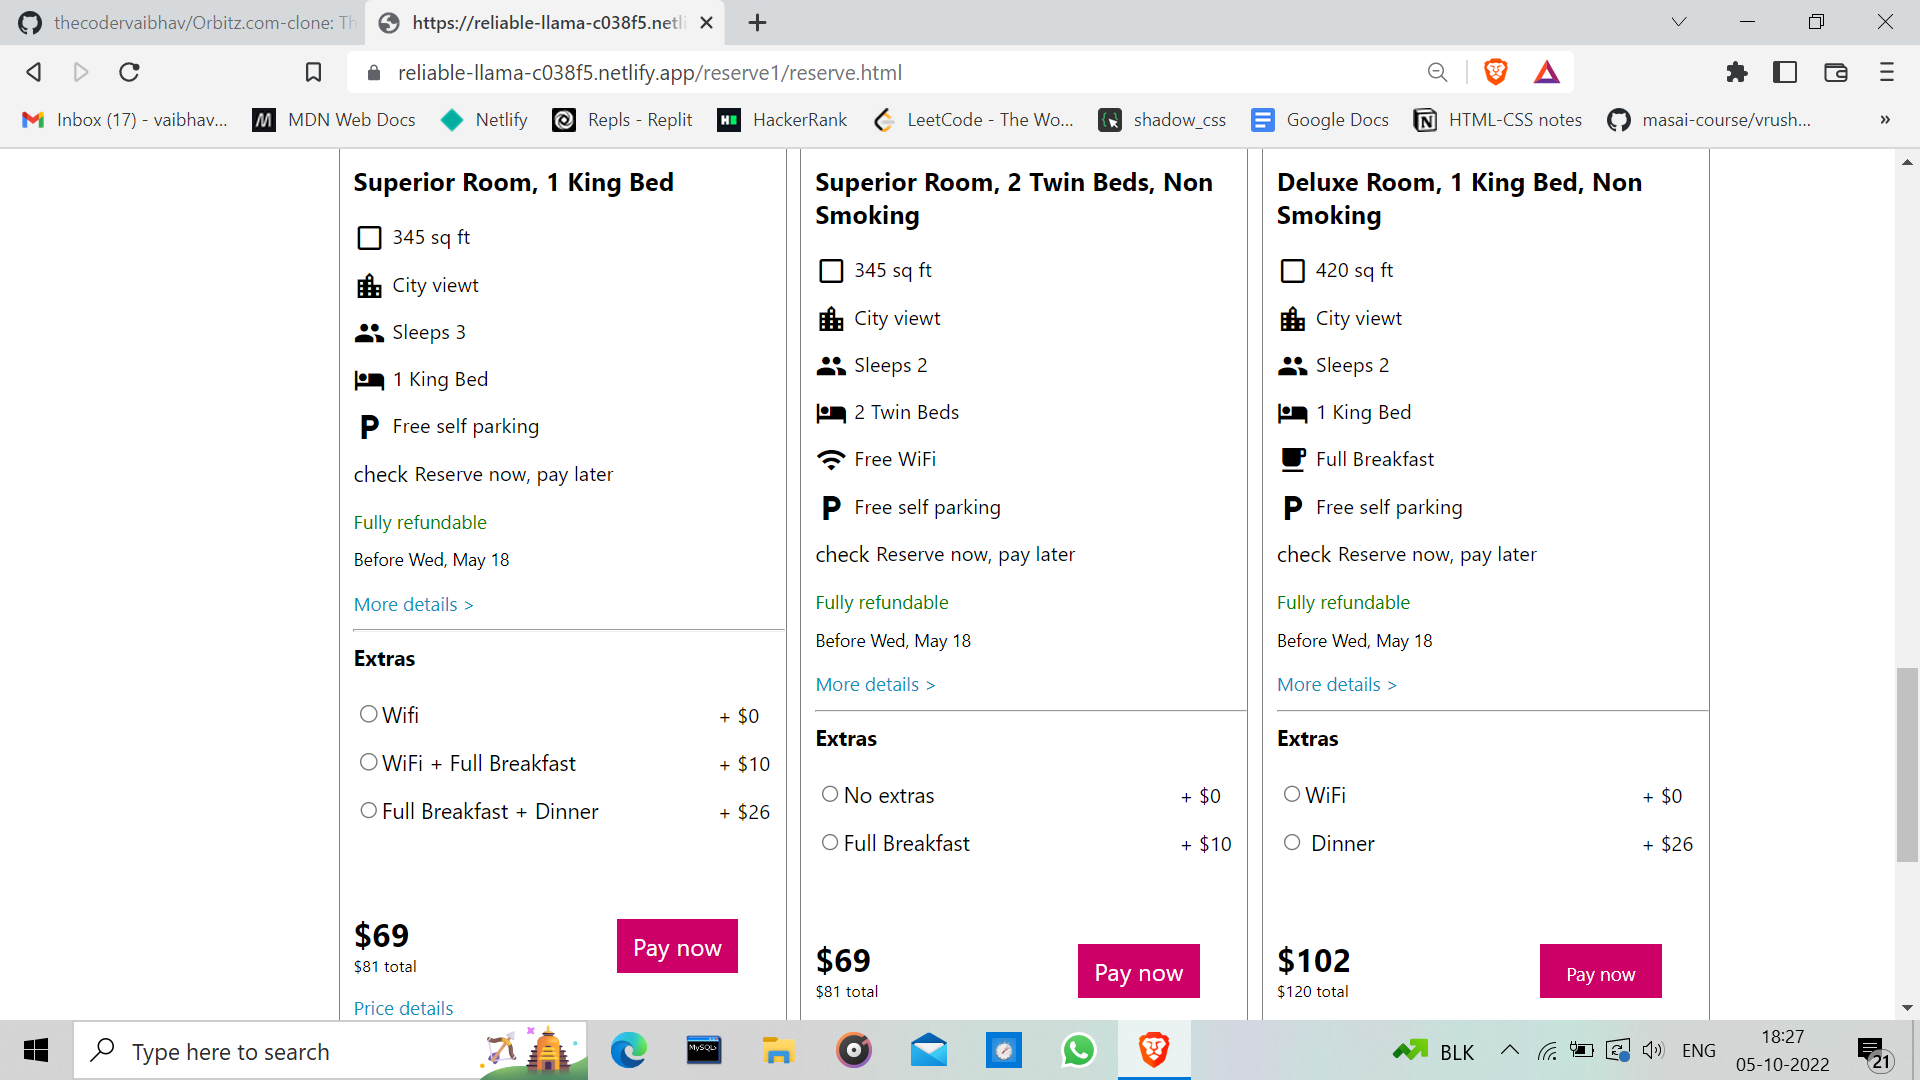 thecodervaibhav/Orbitz.com-clone: Th
https://reliable-llama-c038f5.netli
reliable-llama-c038f5.netlify.app/reserve1/reserve.html
Inbox (17) - vaibhav...
MDN Web Docs
Netlify
Repls - Replit
HackerRank
LeetCode - The Wo...
shadow_css
Google Docs
HTML-CSS notes
masai-course/vrush...
»
Superior Room, 1 King Bed
345 sq ft
City viewt
Sleeps 3
1 King Bed
P Free self parking
check Reserve now, pay later
Fully refundable
Before Wed, May 18
More details >
Extras
Wifi + $0
WiFi + Full Breakfast + $10
Full Breakfast + Dinner + $26
$69
$81 total
Pay now
Price details
Superior Room, 2 Twin Beds, Non
Smoking
345 sq ft
City viewt
Sleeps 2
2 Twin Beds
Free WiFi
P Free self parking
check Reserve now, pay later
Fully refundable
Before Wed, May 18
More details >
Extras
No extras + $0
Full Breakfast + $10
$69
$81 total
Pay now
Deluxe Room, 1 King Bed, Non
Smoking
420 sq ft
City viewt
Sleeps 2
1 King Bed
Full Breakfast
P Free self parking
check Reserve now, pay later
Fully refundable
Before Wed, May 18
More details >
Extras
WiFi + $0
Dinner + $26
$102
$120 total
Pay now
Type here to search
MySQL
BLK
ENG
18:27
05-10-2022
21